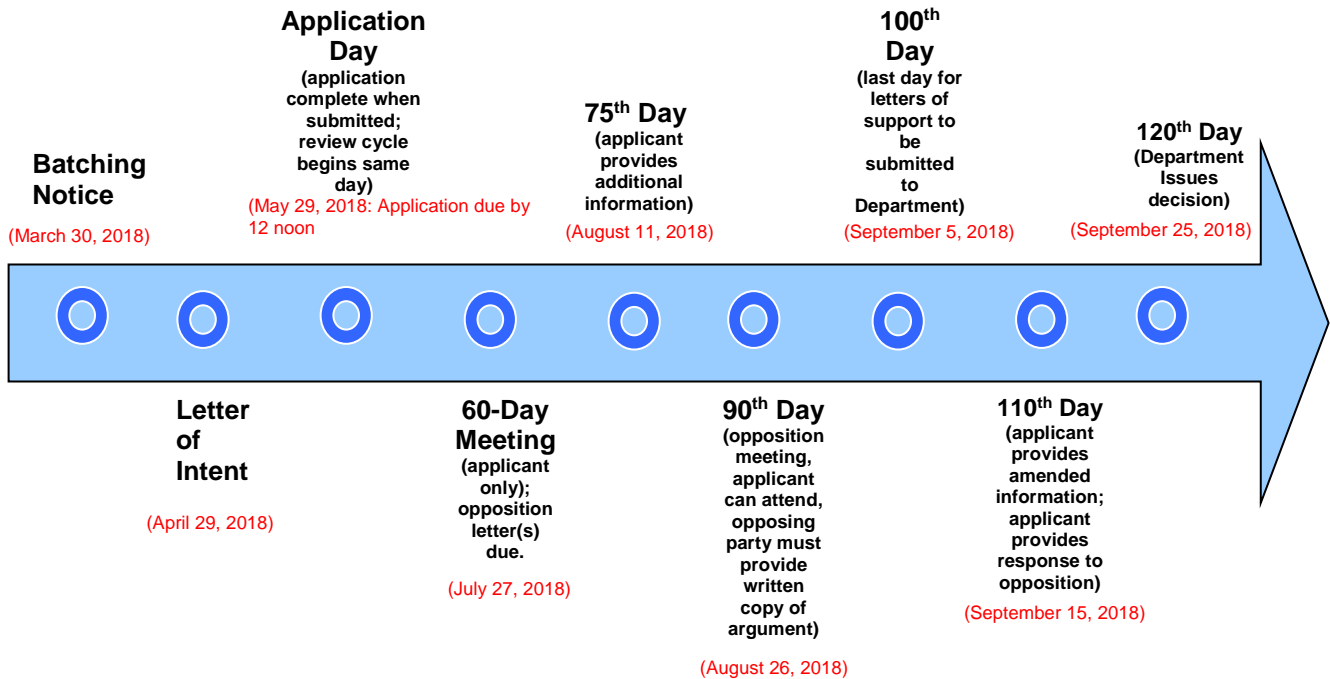 Batching
Notice
(March 30, 2018)
Letter
of
Intent
(April 29, 2018)
Application
Day
(application
complete when
submitted;
review cycle
begins same
day)
(May 29, 2018: Application due by
12 noon
60-Day
Meeting
(applicant
only);
opposition
letter(s)
due.
(July 27, 2018)
75th Day
(applicant
provides
additional
information)
(August 11, 2018)
90th Day
(opposition
meeting,
applicant
can attend,
opposing
party must
provide
written
copy of
argument)
(August 26, 2018)
100th
Day
(last day for
letters of
support to
be
submitted
to
Department)
(September 5, 2018)
110th Day
(applicant
provides
amended
information;
applicant
provides
response to
opposition)
(September 15, 2018)
120th Day
(Department
Issues
decision)
(September 25, 2018)